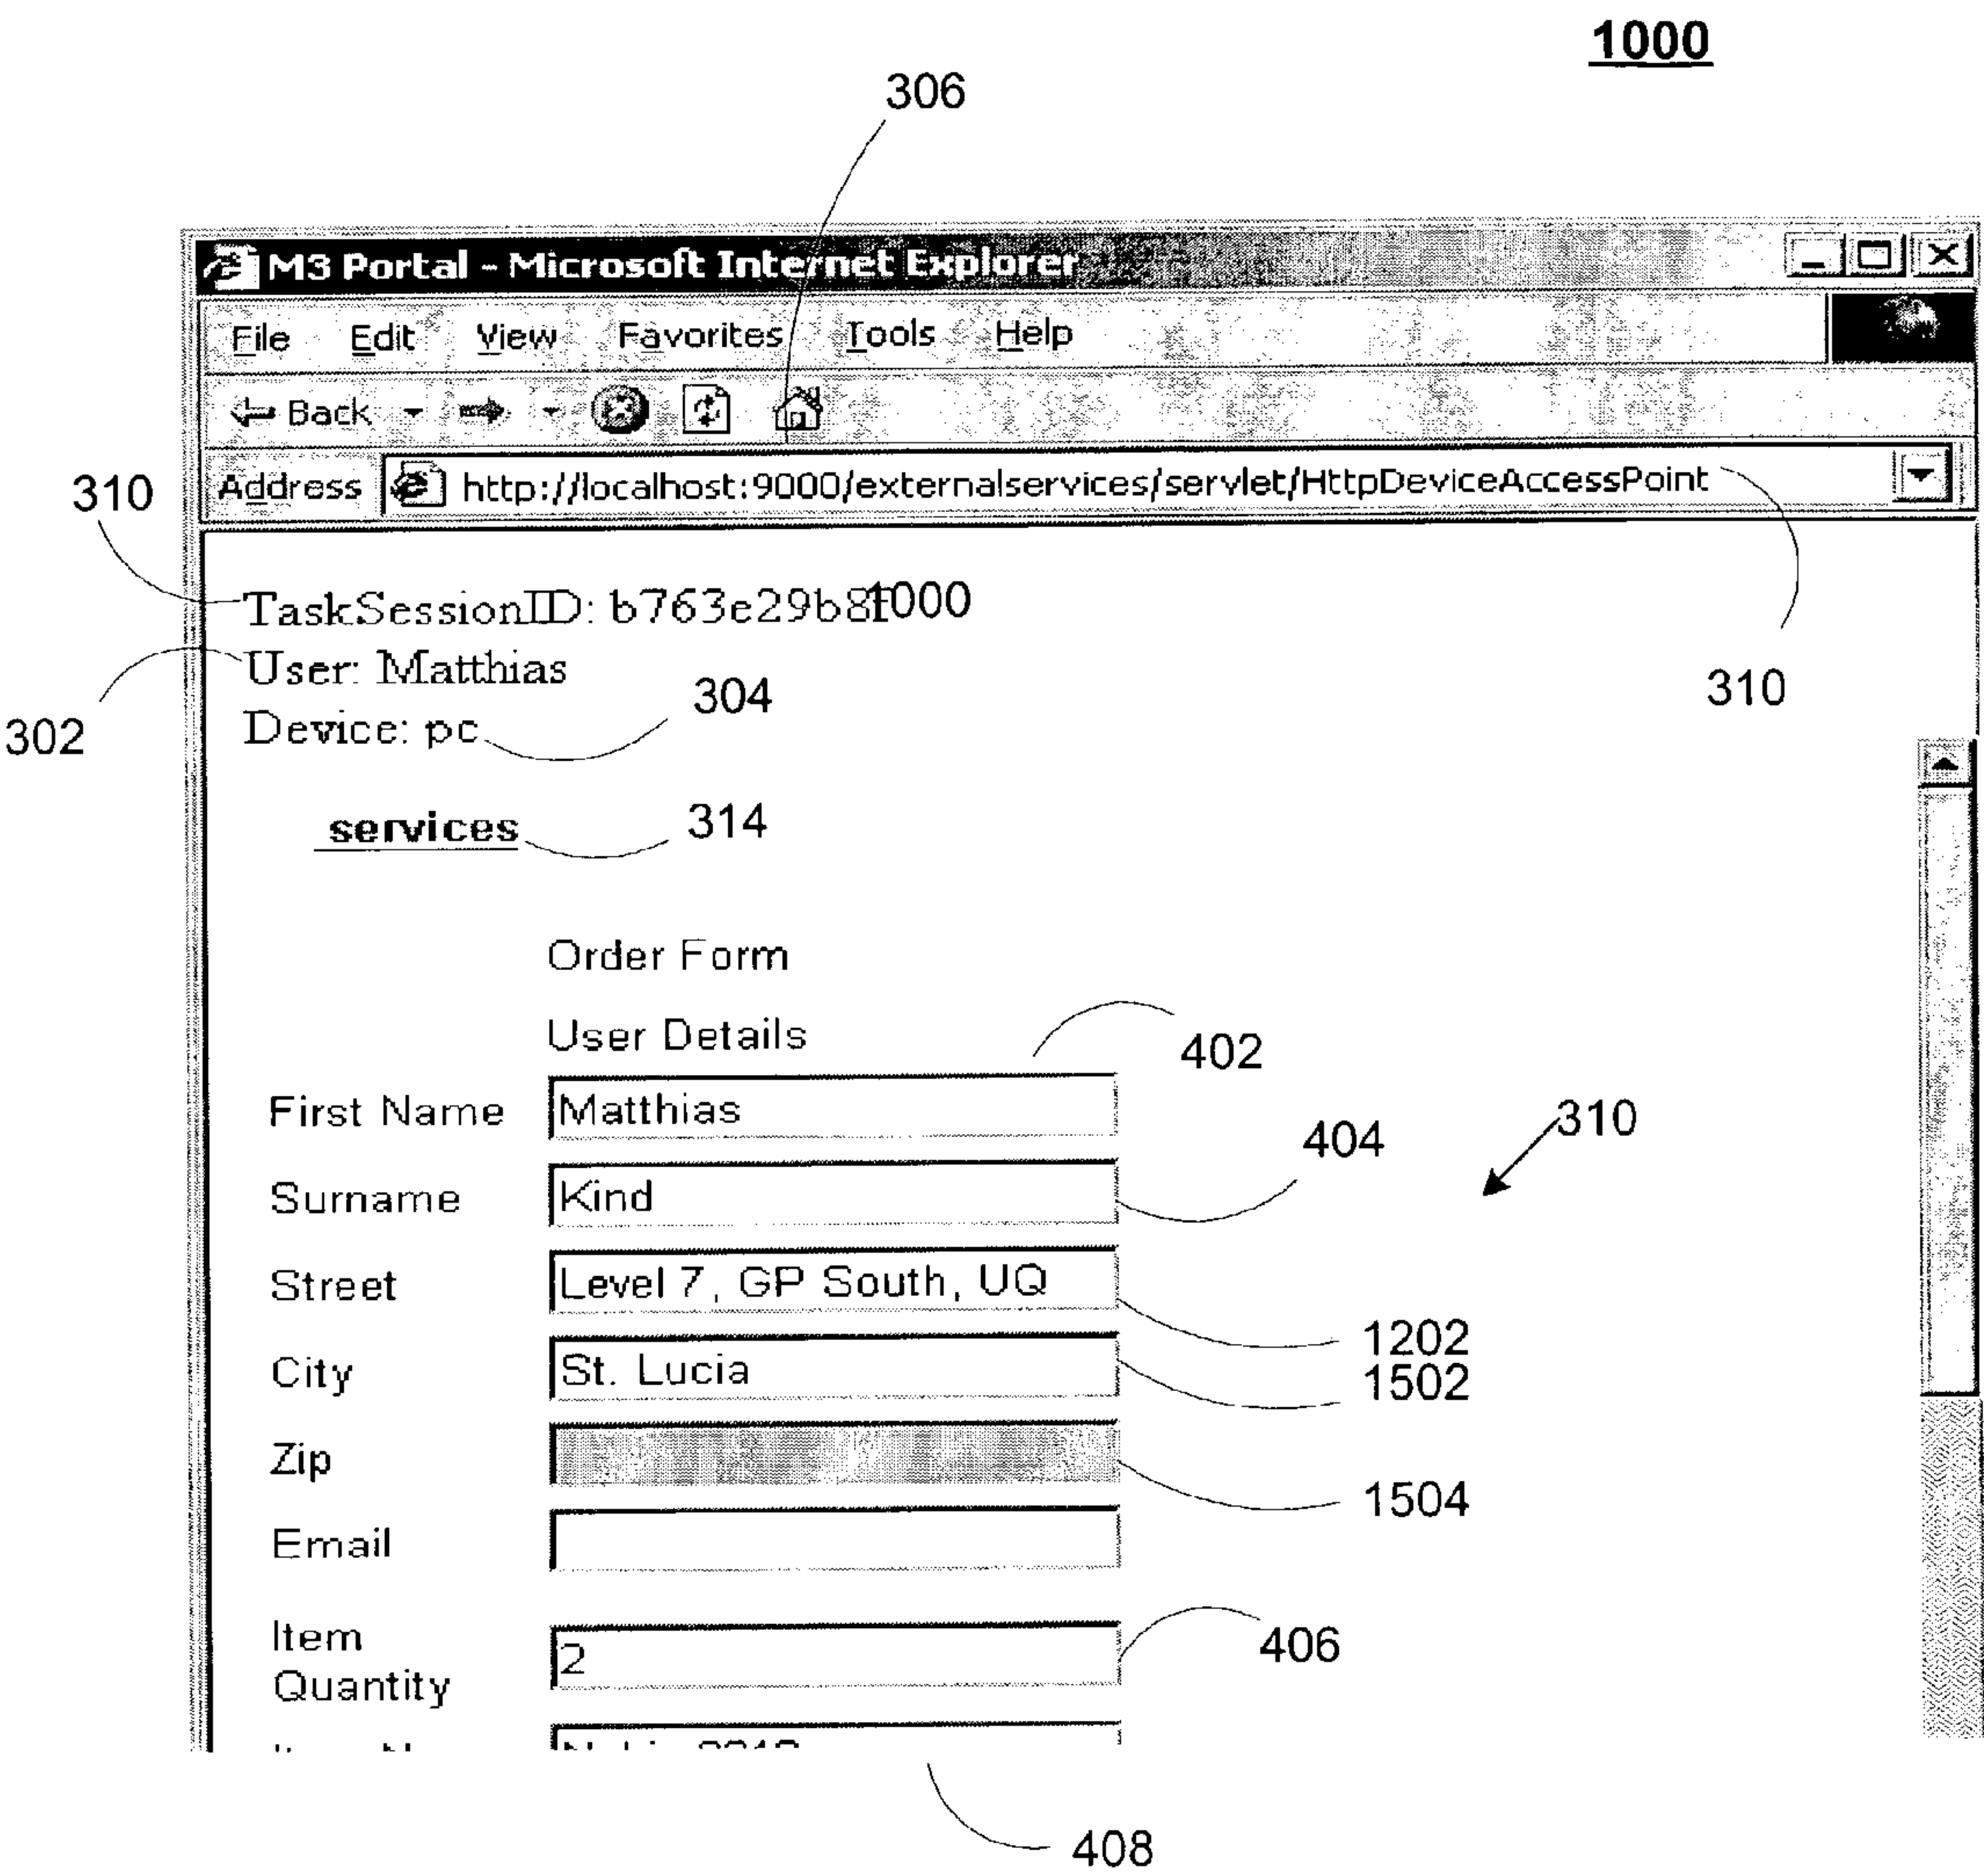 1000
306
M3 Portal - Microsoft Internet Explorer
File Edit View Favorites Tools Help
Back
Address http://localhost:9000/externalservices/servlet/HttpDeviceAccessPoint
310
TaskSessionID: b763e29b8f 1000
User: Matthias
302
Device: pc
304
310
services
314
Order Form
User Details
402
First Name Matthias
310
404
Surname Kind
Street Level 7, GP South, UQ
1202
City St. Lucia
1502
Zip
1504
Email
Item
Quantity
2
406
408